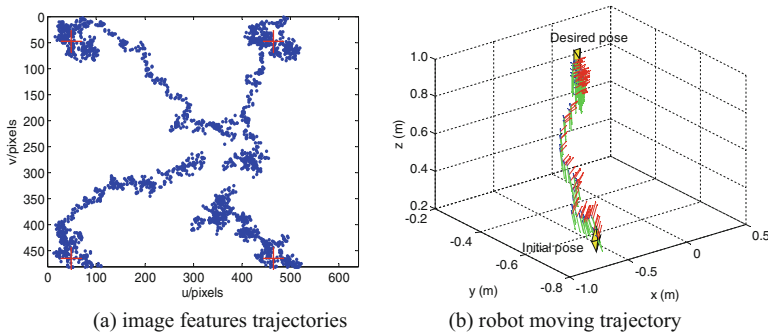 0
50
100
150
200
250
300
350
400
450
v/pixels
0 100 200 300 400 500 600
u/pixels
(a) image features trajectories
Desired pose
1.0
0.8
0.6
0.4
0.2
z (m)
-0.2
-0.4
-0.6
-0.8
y (m)
Initial pose
-1.0
-0.5
0
0.5
x (m)
(b) robot moving trajectory